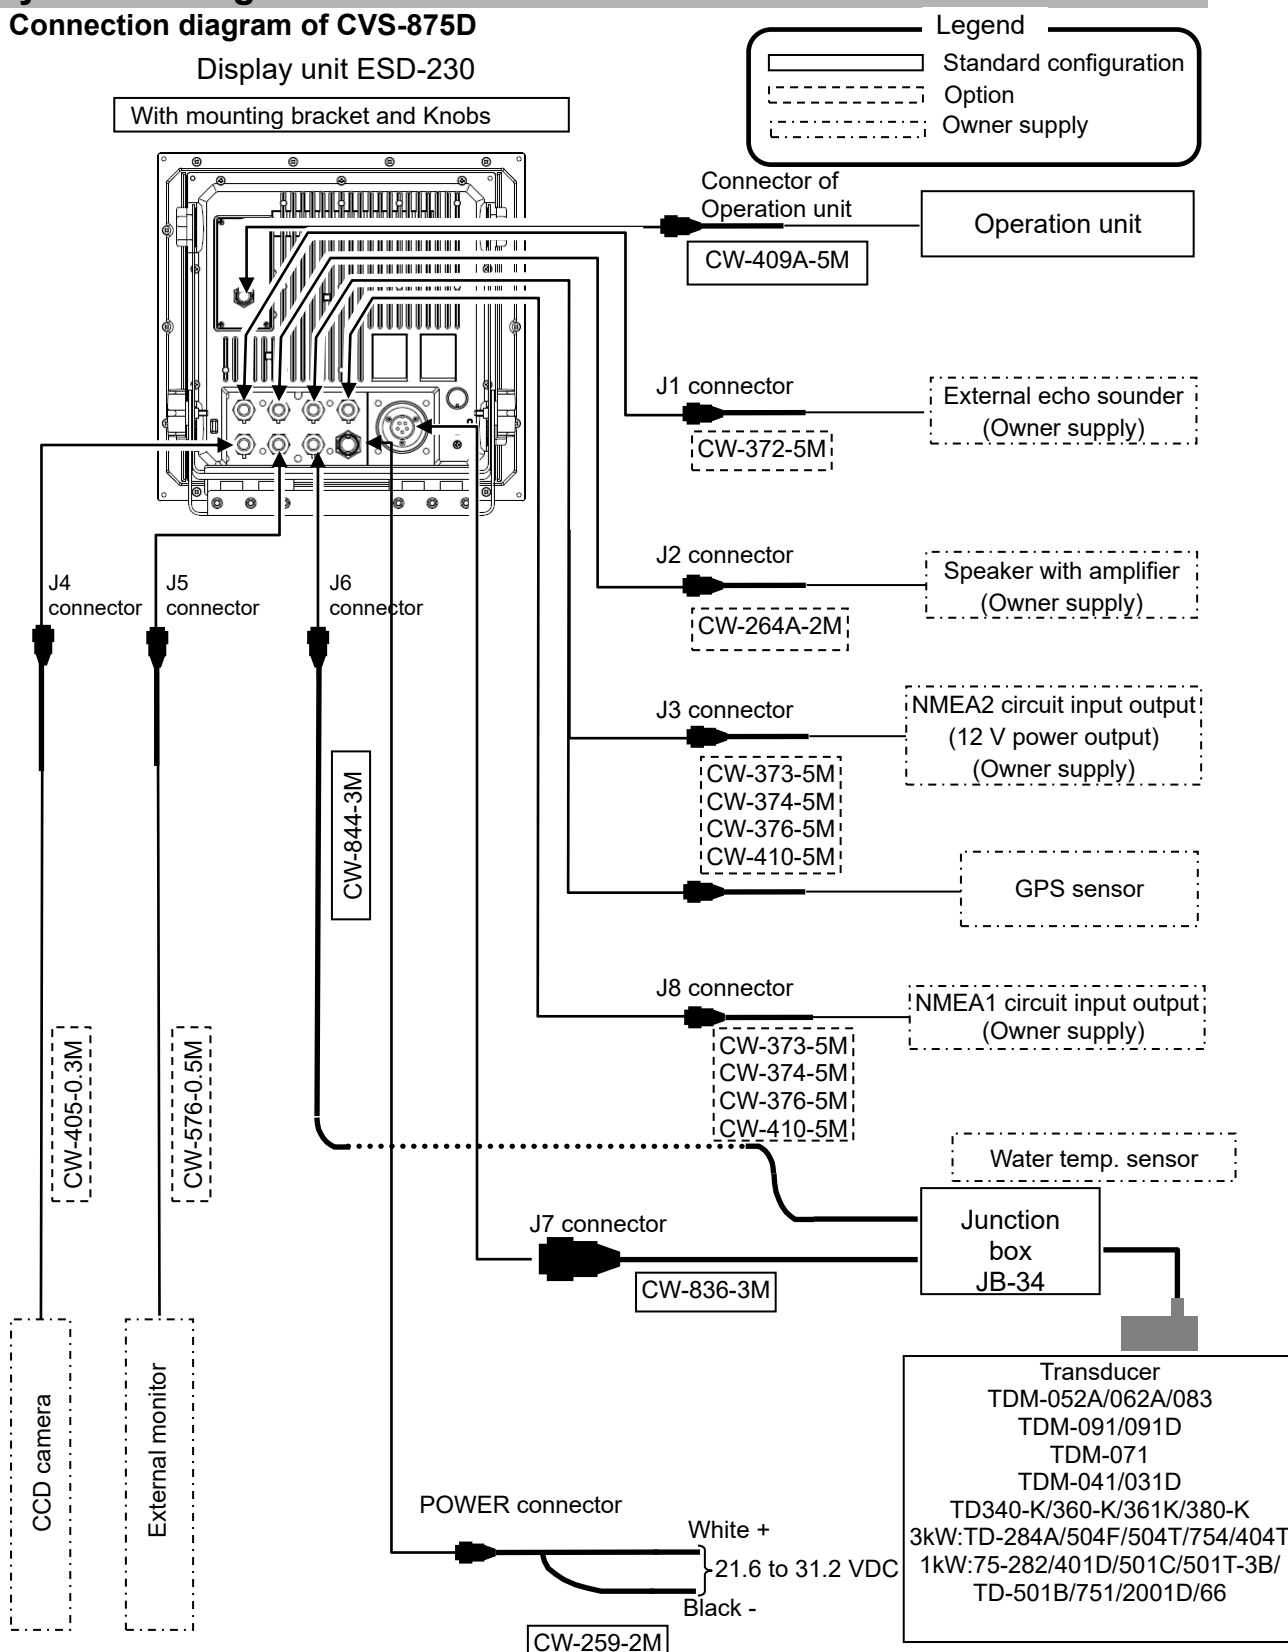 Connection diagram of CVS-875D
Display unit ESD-230
With mounting bracket and Knobs
Legend
Standard configuration
Option
Owner supply
Connector of
Operation unit
CW-409A-5M
Operation unit
J1 connector
CW-372-5M
External echo sounder
(Owner supply)
J2 connector
CW-264A-2M
Speaker with amplifier
(Owner supply)
J4
connector
J5
connector
J6
connector
J3 connector
CW-373-5M
CW-374-5M
CW-376-5M
CW-410-5M
NMEA2 circuit input output
(12 V power output)
(Owner supply)
CW-844-3M
GPS sensor
J8 connector
CW-373-5M
CW-374-5M
CW-376-5M
CW-410-5M
NMEA1 circuit input output
(Owner supply)
CW-405-0.3M
CW-576-0.5M
Water temp. sensor
J7 connector
CW-836-3M
Junction
box
JB-34
CCD camera
External monitor
Transducer
TDM-052A/062A/083
TDM-091/091D
TDM-071
TDM-041/031D
TD340-K/360-K/361K/380-K
3kW:TD-284A/504F/504T/754/404T
1kW:75-282/401D/501C/501T-3B/
TD-501B/751/2001D/66
POWER connector
White +
21.6 to 31.2 VDC
Black -
CW-259-2M